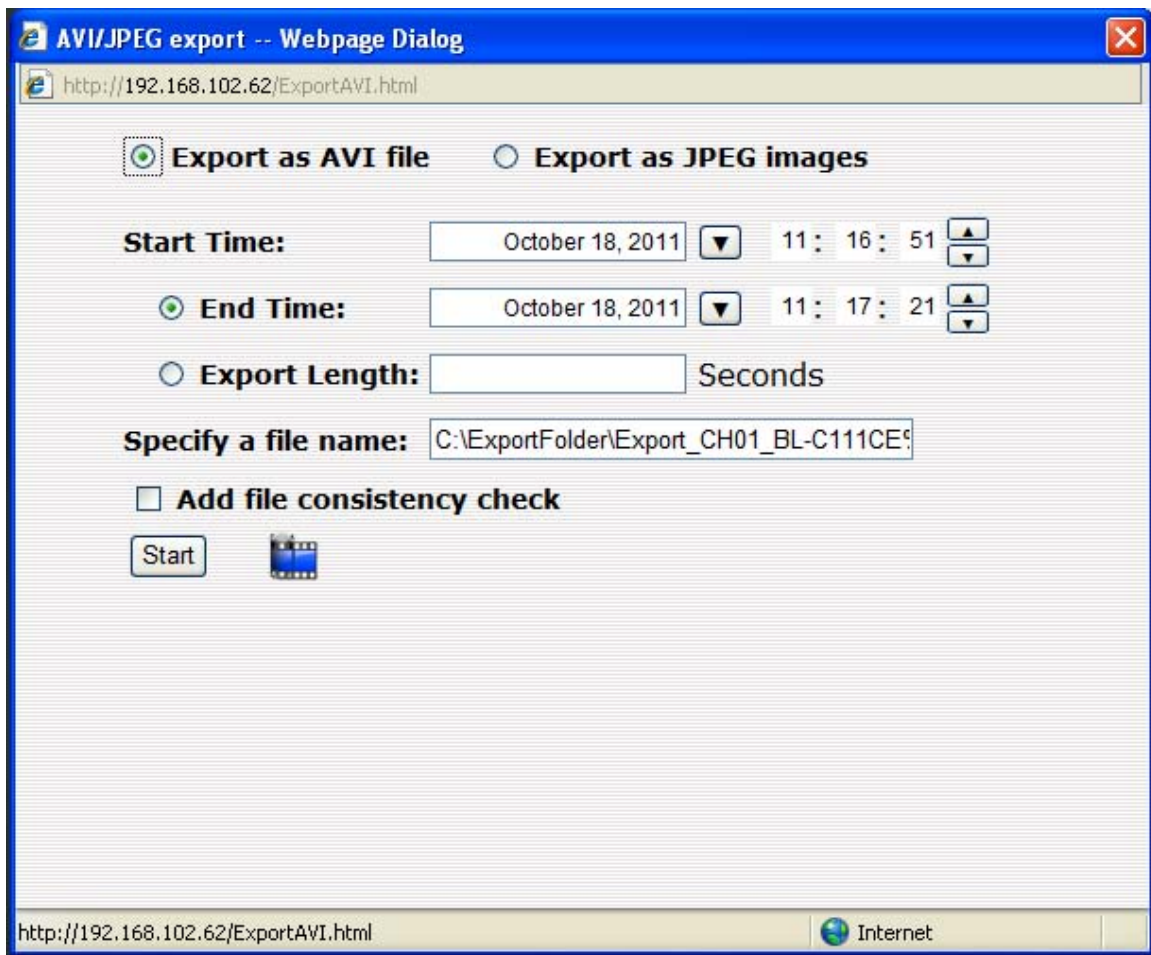 AVI/JPEG export -- Webpage Dialog
http://192.168.102.62/ExportAVI.html
Export as AVI file Export as JPEG images
Start Time: October 18, 2011 11: 16: 51
End Time: October 18, 2011 11: 17: 21
Export Length: Seconds
Specify a file name: C:\ExportFolder\Export_CH01_BL-C111CE
Add file consistency check
Start
http://192.168.102.62/ExportAVI.html Internet